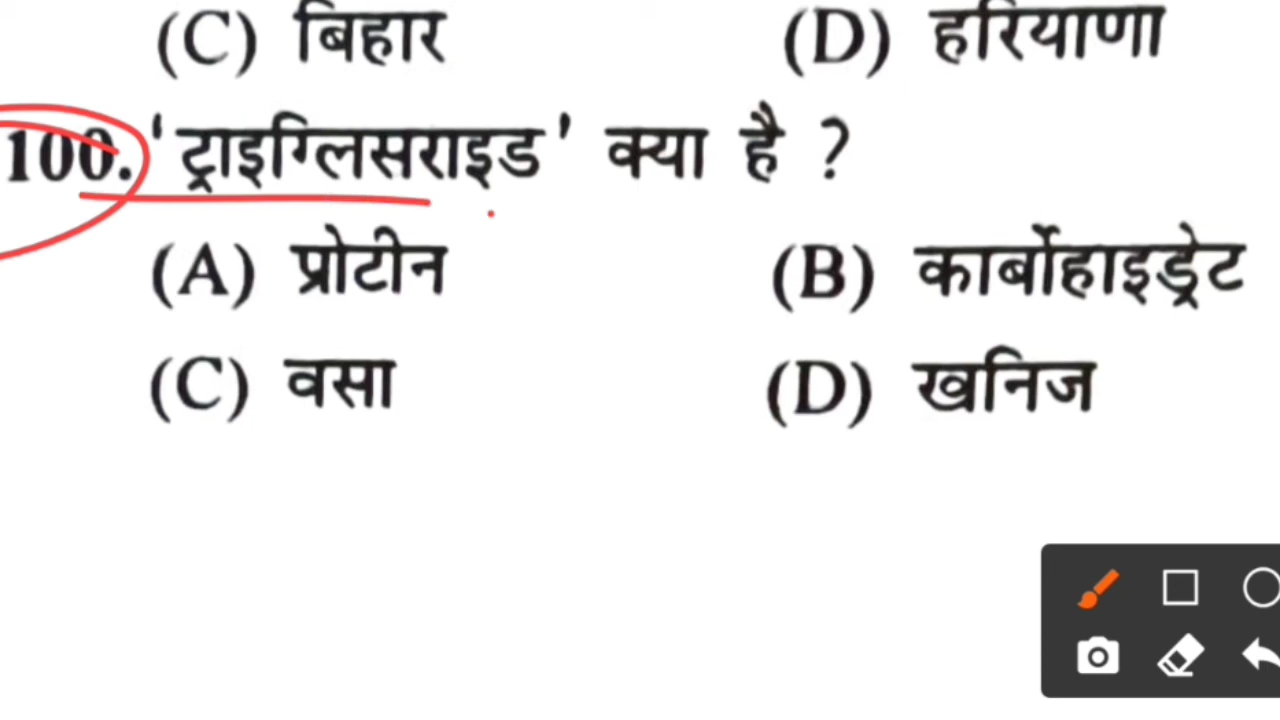 (C) बिहार (D) हरियाणा
100. 'ट्राइग्लिसराइड' क्या है ?
(A) प्रोटीन (B) कार्बोहाइड्रेट
(C) वसा (D) खनिज